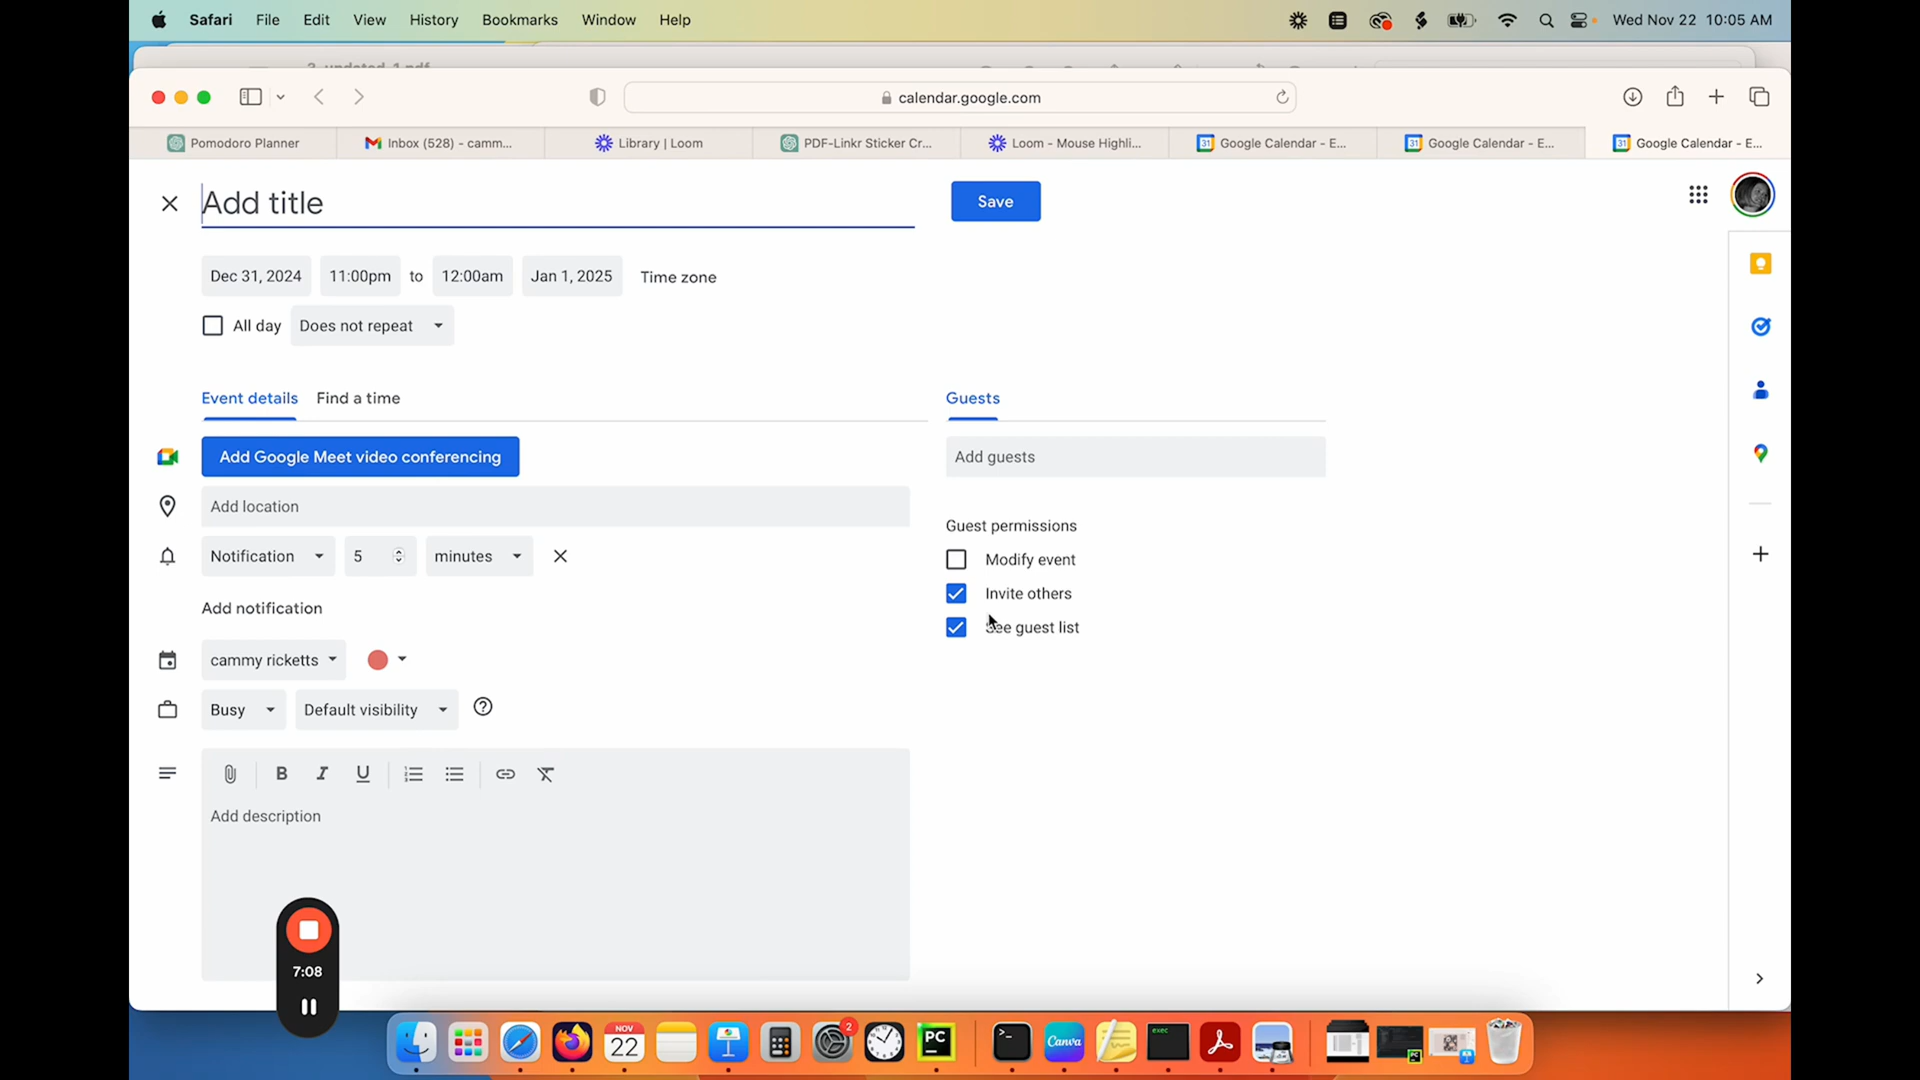 Safari File Edit View History Bookmarks Window Help Wed Nov 22 10:05 AM
3_updated_1.pdf
calendar.google.com
Pomodoro Planner Inbox (528) - camm... Library | Loom PDF-Linkr Sticker Cr... Loom - Mouse Highli... Google Calendar - E... Google Calendar - E... Google Calendar - E...
Add title Save
Dec 31, 2024 11:00pm to 12:00am Jan 1, 2025 Time zone
All day Does not repeat
Event details Find a time Guests
Add Google Meet video conferencing Add guests
Add location
Guest permissions
Notification 5 minutes Modify event
Invite others
Add notification
See guest list
cammy ricketts
Busy Default visibility
B I U
Add description
7:08
NOV
22
2
PC
Canva
exec